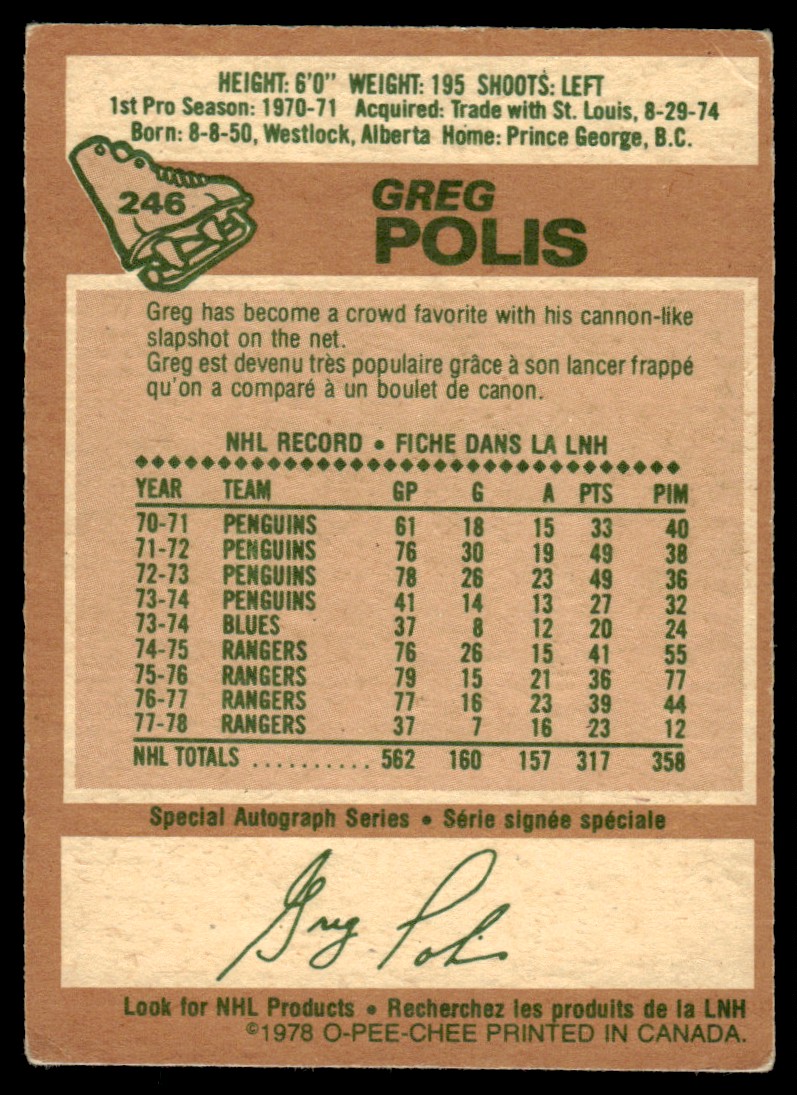 HEIGHT: 6'0" WEIGHT: 195 SHOOTS: LEFT
1st Pro Season: 1970-71 Acquired: Trade with St. Louis, 8-29-74
Born: 8-8-50, Westlock, Alberta Home: Prince George, B.C.
246
GREG
POLIS
Greg has become a crowd favorite with his cannon-like
slapshot on the net.
Greg est devenu très populaire grâce à son lancer frappé
qu'on a comparé à un boulet de canon.
NHL RECORD • FICHE DANS LA LNH
YEAR TEAM GP G A PTS PIM
70-71 PENGUINS 61 18 15 33 40
71-72 PENGUINS 76 30 19 49 38
72-73 PENGUINS 78 26 23 49 36
73-74 PENGUINS 41 14 13 27 32
73-74 BLUES 37 8 12 20 24
74-75 RANGERS 76 26 15 41 55
75-76 RANGERS 79 15 21 36 77
76-77 RANGERS 77 16 23 39 44
77-78 RANGERS 37 7 16 23 12
NHL TOTALS .......... 562 160 157 317 358
Special Autograph Series • Série signée spéciale
Greg Polis
Look for NHL Products • Recherchez les produits de la LNH
©1978 O-PEE-CHEE PRINTED IN CANADA.